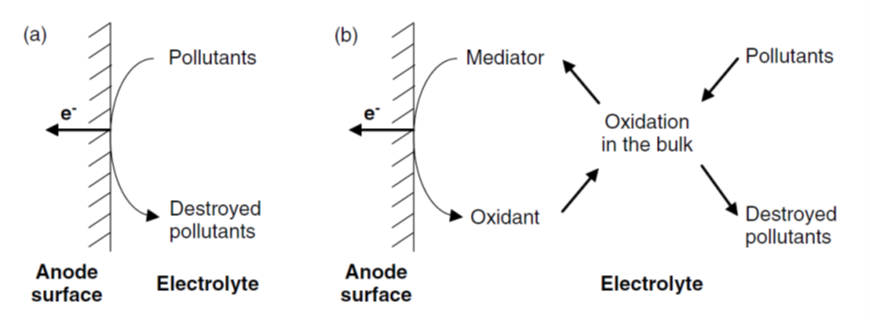 (a)
Pollutants
e-
Destroyed
pollutants
Anode
surface
Electrolyte
(b)
Mediator
Pollutants
e-
Oxidation
in the bulk
Oxidant
Destroyed
pollutants
Anode
surface
Electrolyte